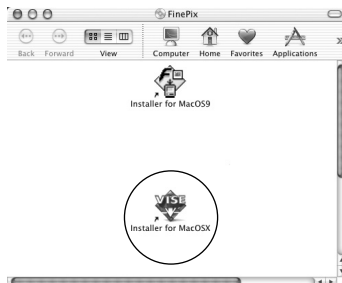 FinePix
Back Forward View Computer Home Favorites Applications
Installer for MacOS9
VISE
Installer for MacOSX